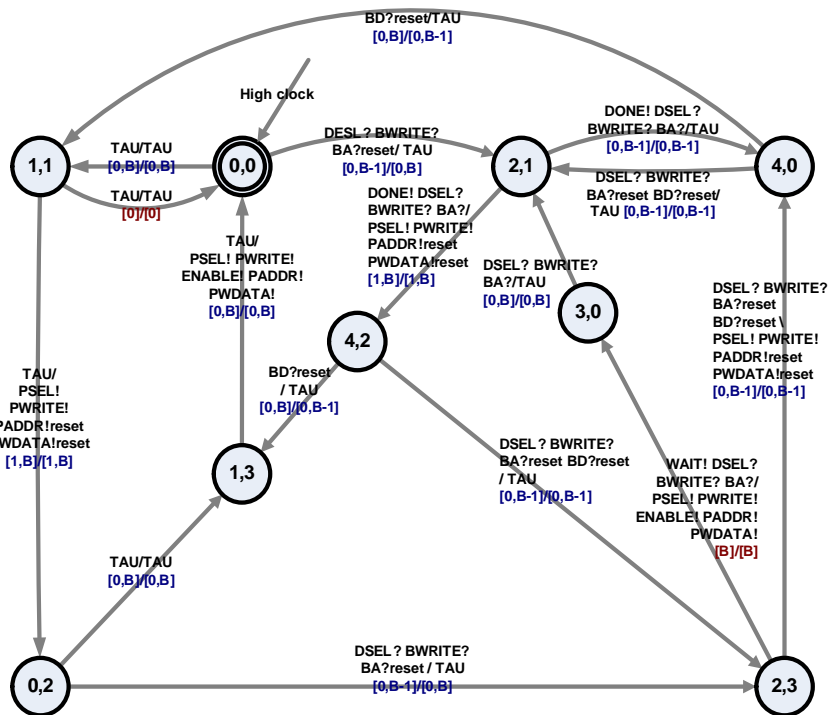 BD?reset/TAU
[0,B]/[0,B-1]
High clock
1,1
TAU/TAU
[0,B]/[0,B]
TAU/TAU
[0]/[0]
0,0
DESL? BWRITE?
BA?reset/ TAU
[0,B-1]/[0,B]
2,1
DONE! DSEL?
BWRITE? BA?/TAU
[0,B-1]/[0,B-1]
DSEL? BWRITE?
BA?reset BD?reset/
TAU [0,B-1]/[0,B-1]
4,0
TAU/
PSEL! PWRITE!
ENABLE! PADDR!
PWDATA!
[0,B]/[0,B]
DONE! DSEL?
BWRITE? BA?/
PSEL! PWRITE!
PADDR!reset
PWDATA!reset
[1,B]/[1,B]
DSEL? BWRITE?
BA?/TAU
[0,B]/[0,B]
3,0
DSEL? BWRITE?
BA?reset
BD?reset \
PSEL! PWRITE!
PADDR!reset
PWDATA!reset
[0,B-1]/[0,B-1]
4,2
BD?reset
/ TAU
[0,B]/[0,B-1]
TAU/
PSEL!
PWRITE!
PADDR!reset
WDATA!reset
[1,B]/[1,B]
1,3
DSEL? BWRITE?
BA?reset BD?reset
/ TAU
[0,B-1]/[0,B-1]
WAIT! DSEL?
BWRITE? BA?/
PSEL! PWRITE!
ENABLE! PADDR!
PWDATA!
[B]/[B]
TAU/TAU
[0,B]/[0,B]
0,2
DSEL? BWRITE?
BA?reset / TAU
[0,B-1]/[0,B]
2,3